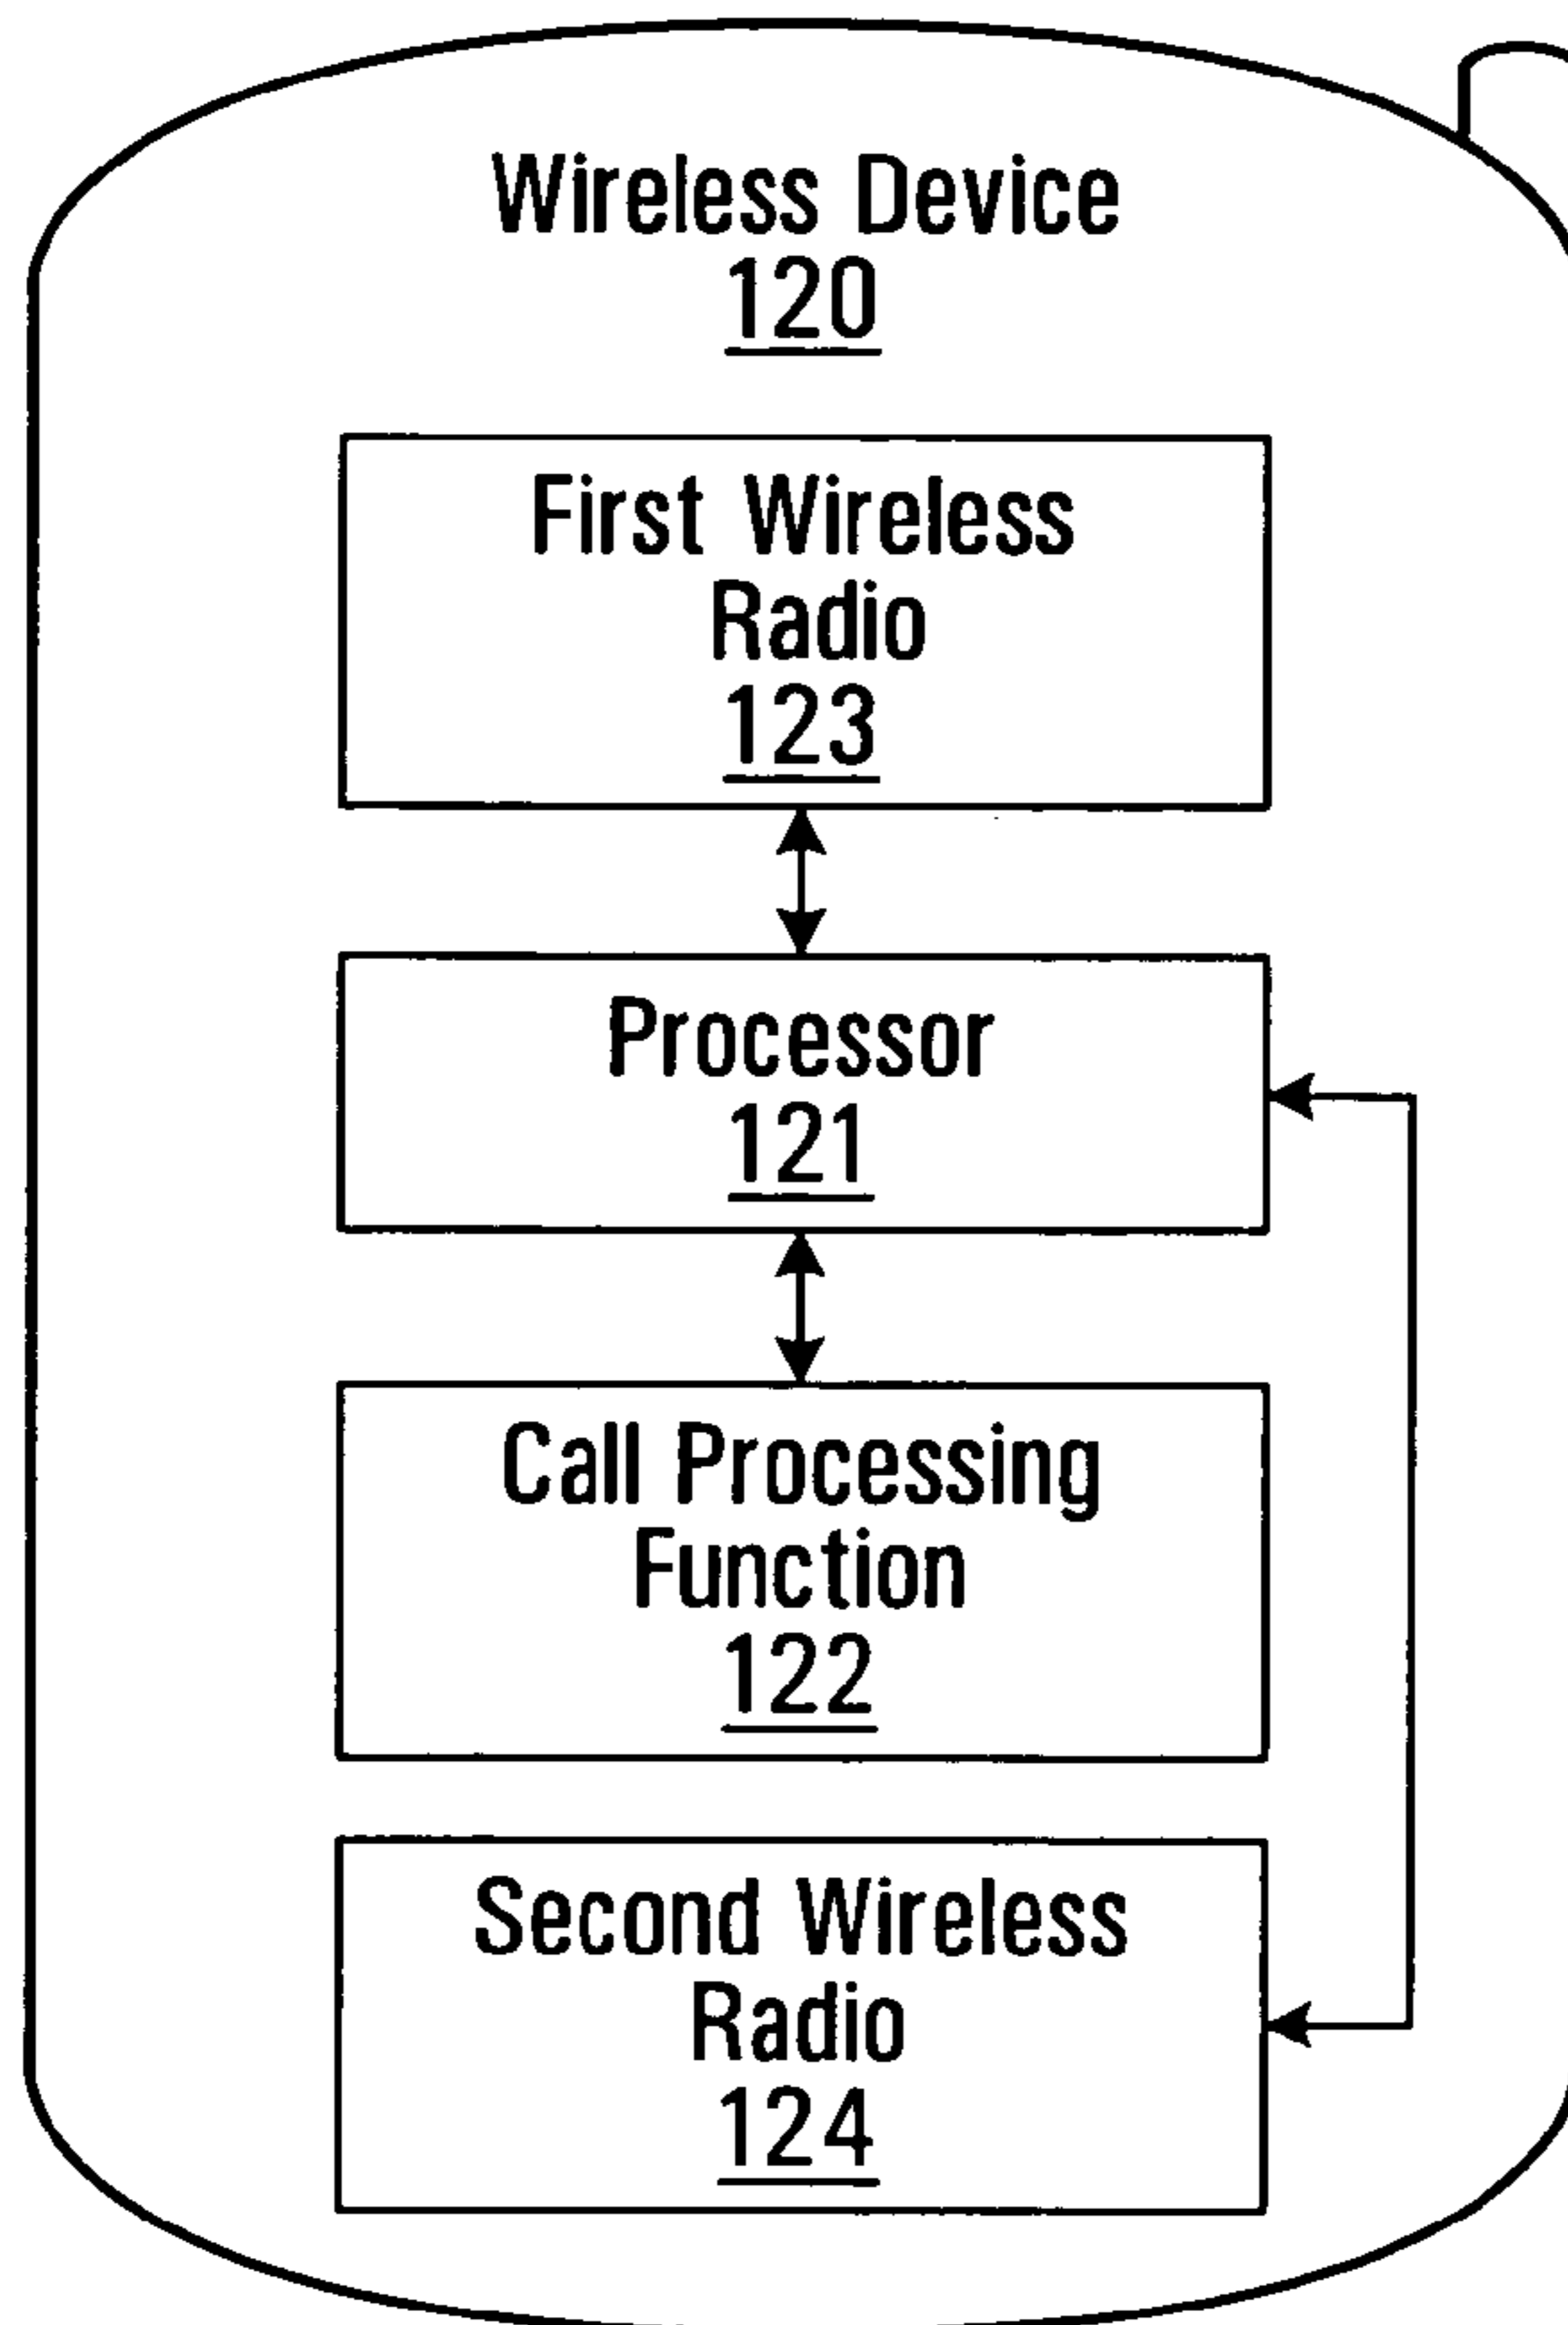 Wireless Device
120
First Wireless
Radio
123
Processor
121
Call Processing
Function
122
Second Wireless
Radio
124